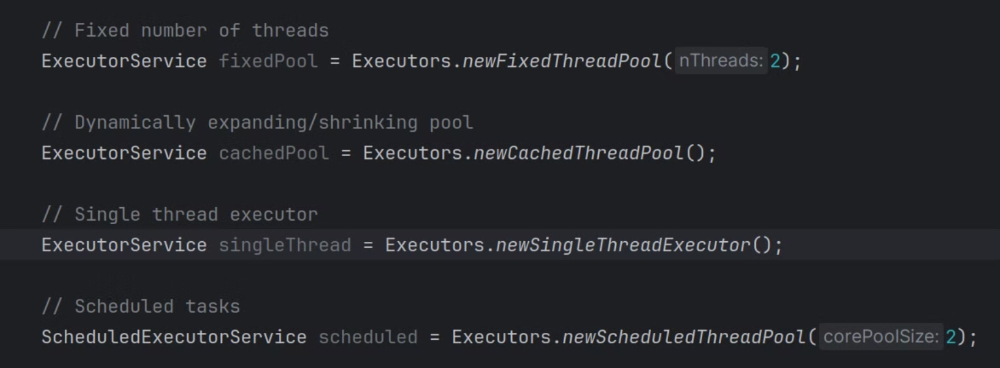 // Fixed number of threads
ExecutorService fixedPool = Executors.newFixedThreadPool( nThreads: 2);
// Dynamically expanding/shrinking pool
ExecutorService cachedPool = Executors.newCachedThreadPool();
// Single thread executor
ExecutorService singleThread = Executors.newSingleThreadExecutor();
// Scheduled tasks
ScheduledExecutorService scheduled = Executors.newScheduledThreadPool( corePoolSize: 2);